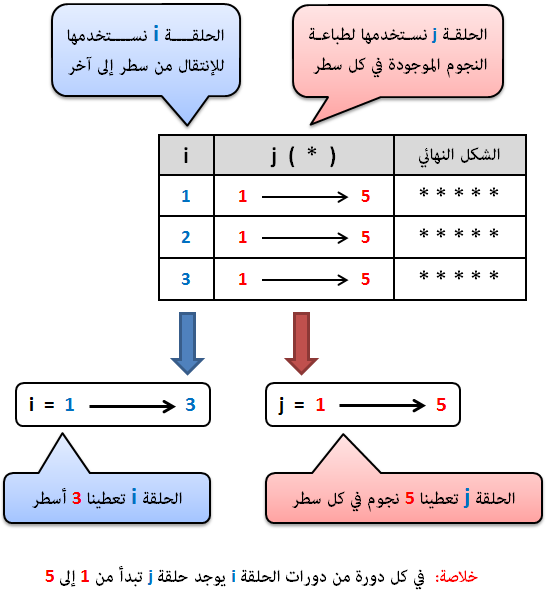 الحلقة j نستخدمها لطباعة
النجوم الموجودة في كل سطر
الحلقة i نستخدمها
للإنتقال من سطر إلى آخر
i j ( * ) الشكل النهائي
1 1 5 * * * * *
2 1 5 * * * * *
3 1 5 * * * * *
i = 1 3
j = 1 5
الحلقة j تعطينا 5 نجوم في كل سطر
الحلقة i تعطينا 3 أسطر
خلاصة: في كل دورة من دورات الحلقة i يوجد حلقة j تبدأ من 1 إلى 5